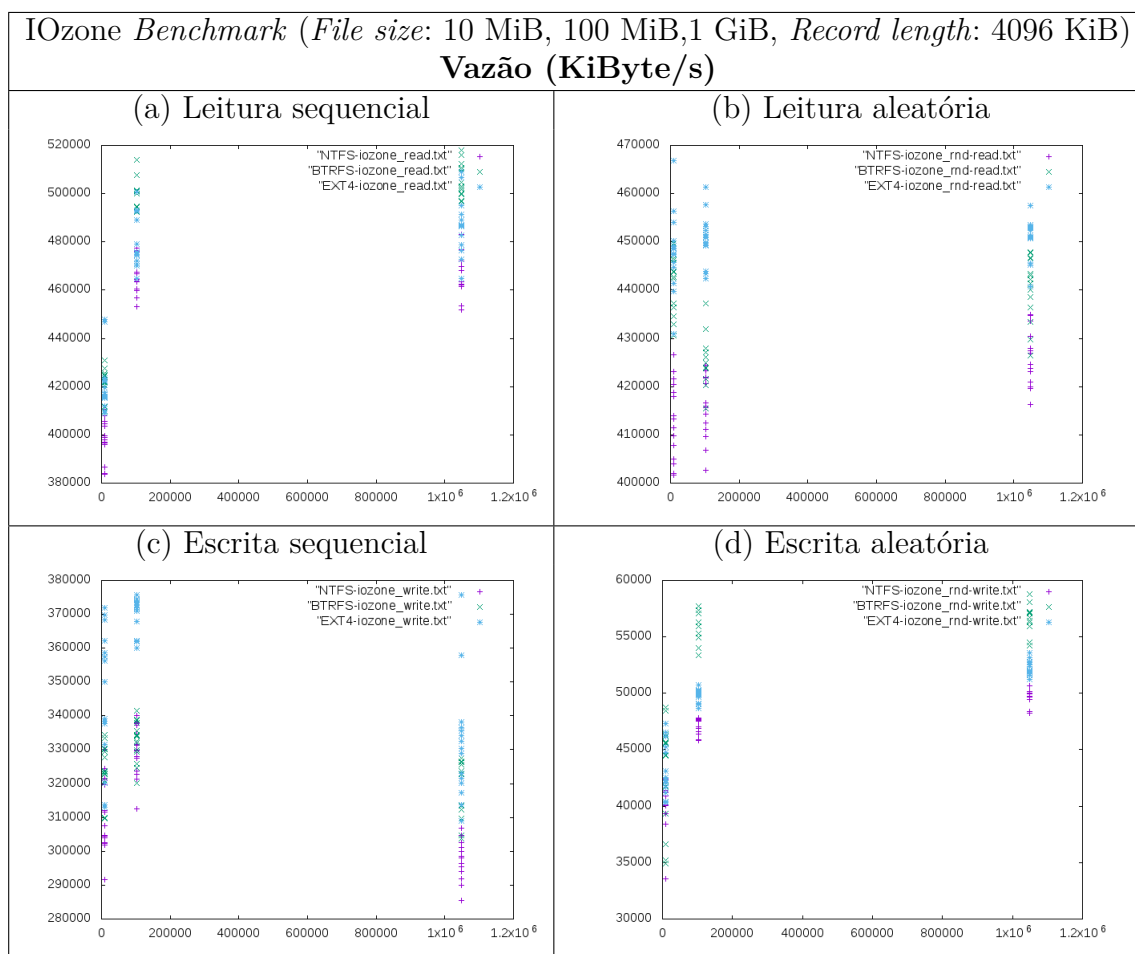 IOzone Benchmark (File size: 10 MiB, 100 MiB,1 GiB, Record length: 4096 KiB)
Vazão (KiByte/s)
(a) Leitura sequencial
520000
500000
480000
460000
440000
420000
400000
380000
"NTFS-iozone_read.txt"
"BTRFS-iozone_read.txt"
"EXT4-iozone_read.txt"
0 200000 400000 600000 800000 1x10^6 1.2x10^6
(b) Leitura aleatória
470000
460000
450000
440000
430000
420000
410000
400000
"NTFS-iozone_rnd-read.txt"
"BTRFS-iozone_rnd-read.txt"
"EXT4-iozone_rnd-read.txt"
0 200000 400000 600000 800000 1x10^6 1.2x10^6
(c) Escrita sequencial
380000
370000
360000
350000
340000
330000
320000
310000
300000
290000
280000
"NTFS-iozone_write.txt"
"BTRFS-iozone_write.txt"
"EXT4-iozone_write.txt"
0 200000 400000 600000 800000 1x10^6 1.2x10^6
(d) Escrita aleatória
60000
55000
50000
45000
40000
35000
30000
"NTFS-iozone_rnd-write.txt"
"BTRFS-iozone_rnd-write.txt"
"EXT4-iozone_rnd-write.txt"
0 200000 400000 600000 800000 1x10^6 1.2x10^6